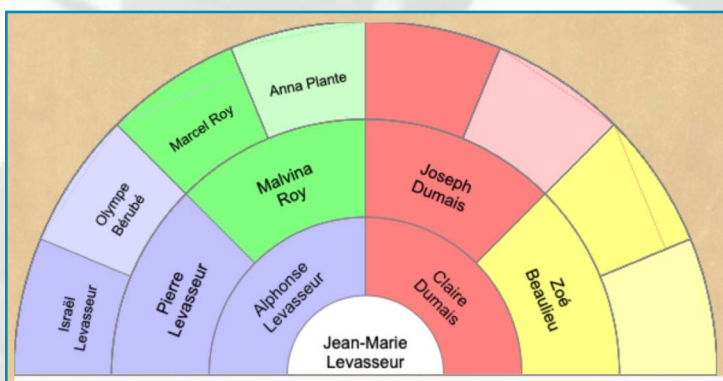 Anna Plante
Marcel Roy
Olympe
Bérubé
Israël
Levasseur
Malvina
Roy
Joseph
Dumais
Pierre
Levasseur
Zoé
Beaulieu
Alphonse
Levasseur
Claire
Dumais
Jean-Marie
Levasseur